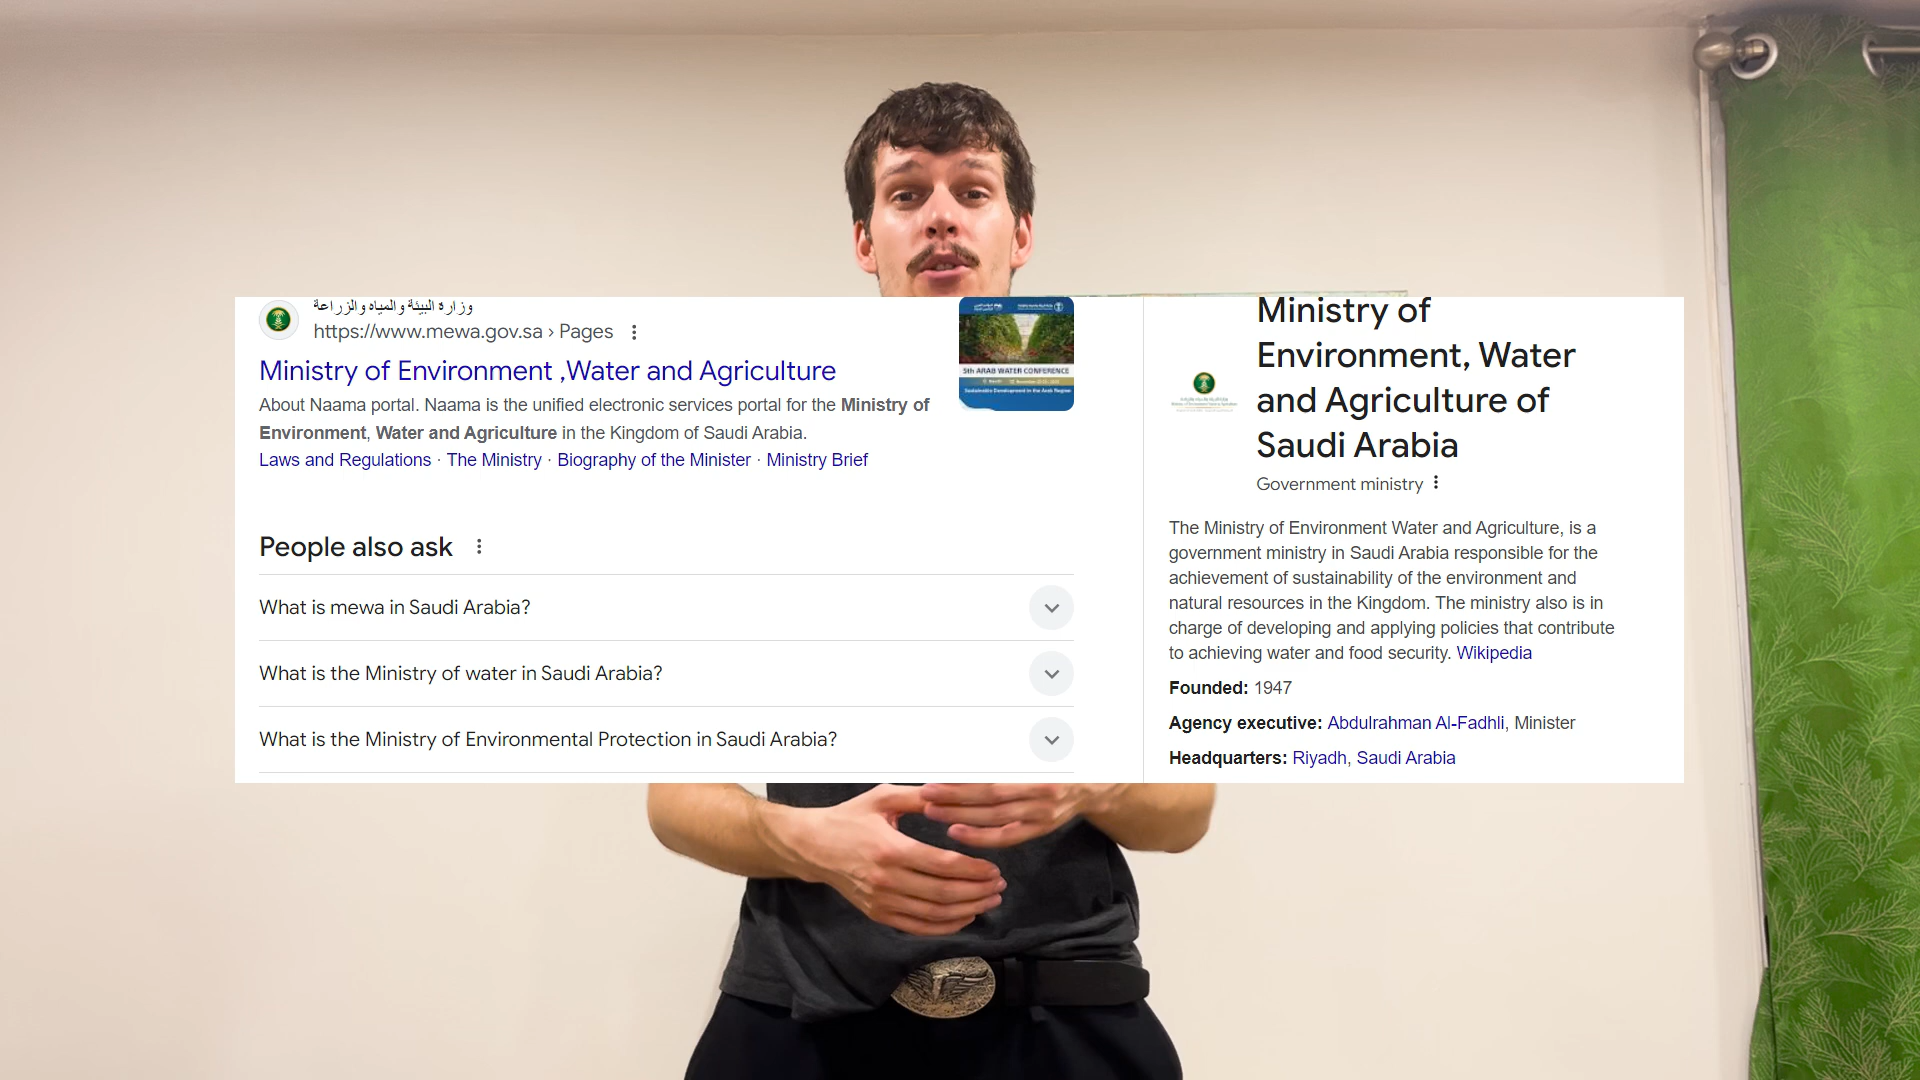 وزارة البيئة والمياه والزراعة
https://www.mewa.gov.sa › Pages
Ministry of Environment ,Water and Agriculture
About Naama portal. Naama is the unified electronic services portal for the Ministry of
Environment, Water and Agriculture in the Kingdom of Saudi Arabia.
Laws and Regulations · The Ministry · Biography of the Minister · Ministry Brief
5th ARAB WATER CONFERENCE
Sustainable Development in the Arab Region
People also ask
What is mewa in Saudi Arabia?
What is the Ministry of water in Saudi Arabia?
What is the Ministry of Environmental Protection in Saudi Arabia?
Ministry of
Environment, Water
and Agriculture of
Saudi Arabia
Government ministry
The Ministry of Environment Water and Agriculture, is a
government ministry in Saudi Arabia responsible for the
achievement of sustainability of the environment and
natural resources in the Kingdom. The ministry also is in
charge of developing and applying policies that contribute
to achieving water and food security. Wikipedia
Founded: 1947
Agency executive: Abdulrahman Al-Fadhli, Minister
Headquarters: Riyadh, Saudi Arabia